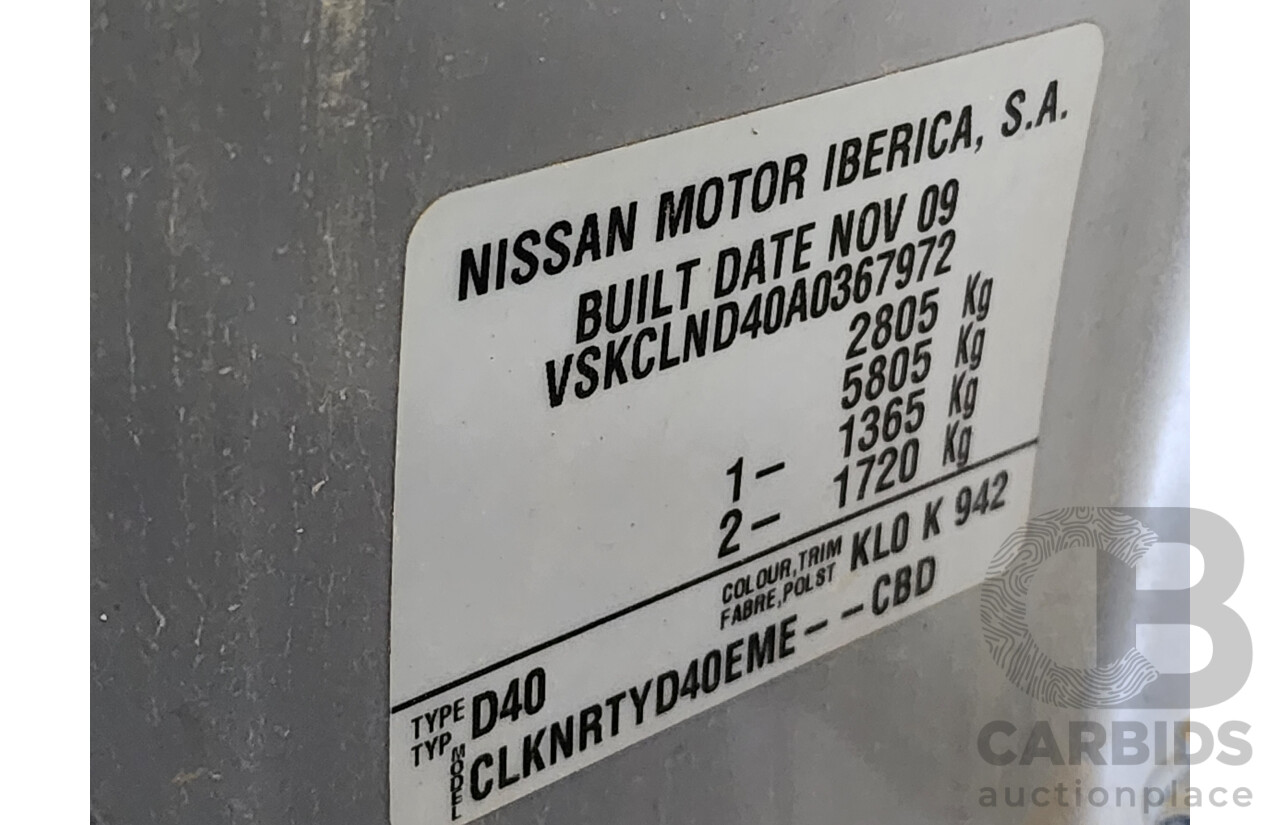 NISSAN MOTOR IBERICA, S.A.
BUILT DATE NOV 09
VSKCLND40A0367972
2805 Kg
5805 Kg
1 - 1365 Kg
2 - 1720 Kg
COLOUR,TRIM
FABRE,POLST
KL0 K 942
TYPE
TYP
D40
MODEL
CLKNRTYD40EME- -CBD
CB
CARBIDS
auctionplace